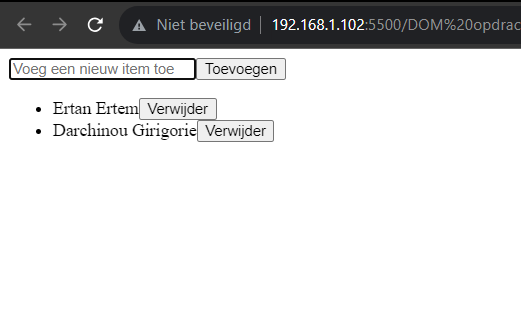 Niet beveiligd 192.168.1.102:5500/DOM%20opdrac
Voeg een nieuw item toe Toevoegen
Ertan Ertem Verwijder
Darchinou Girigorie Verwijder